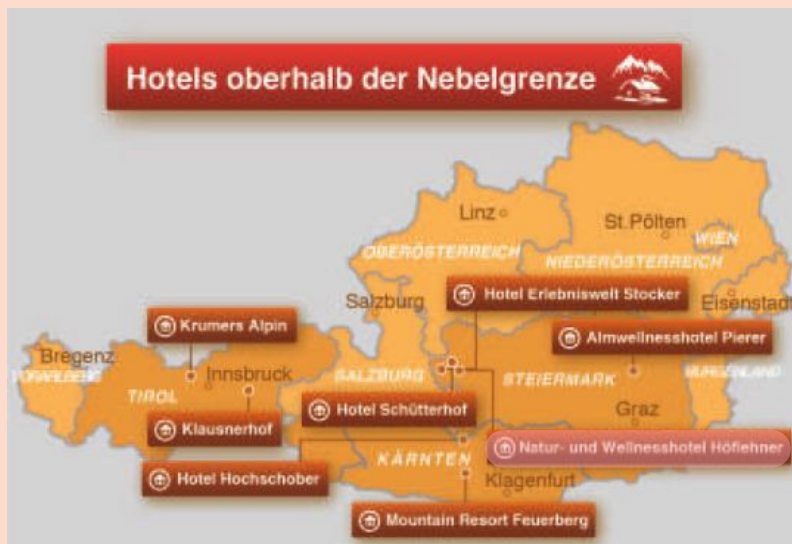 Hotels oberhalb der Nebelgrenze
Linz
St.Pölten
WIEN
OBERÖSTERREICH
NIEDERÖSTERREICH
Hotel Erlebniswelt Stocker
Salzburg
Eisenstadt
Krumers Alpin
Almwellnesshotel Pierer
Bregenz
VORARLBERG
Innsbruck
SALZBURG
STEIERMARK
BURGENLAND
TIROL
Hotel Schütterhof
Graz
Klausnerhof
Natur- und Wellnesshotel Höflehner
KÄRNTEN
Hotel Hochschober
Klagenfurt
Mountain Resort Feuerberg